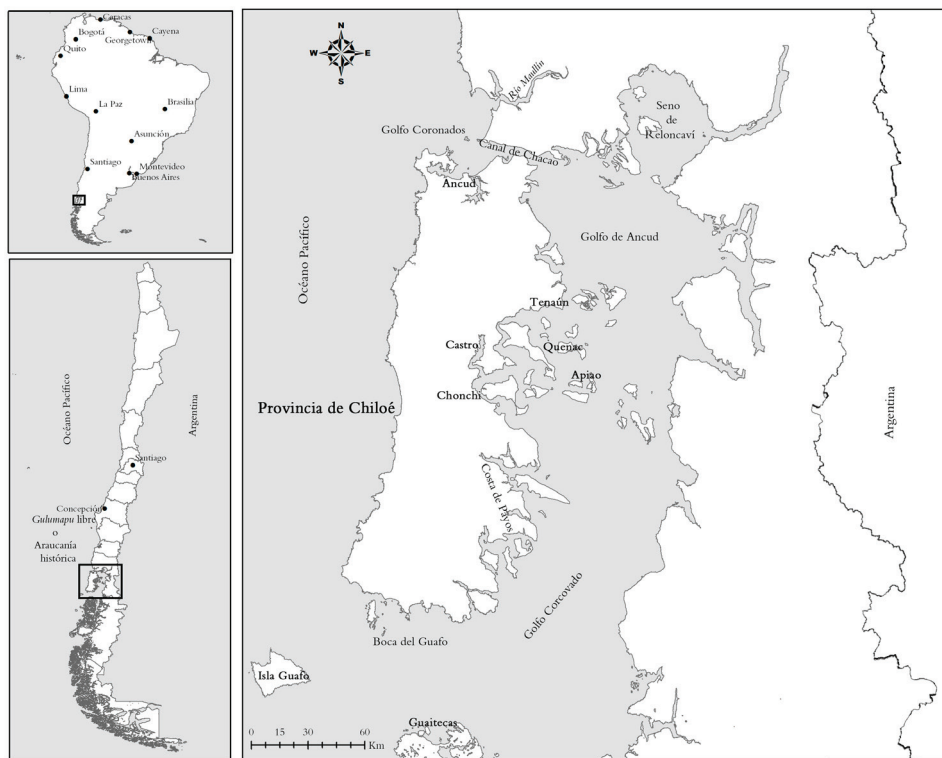 Caracas
Bogotá
Georgetown
Cayena
Quito
Lima
La Paz
Brasilia
Asunción
Santiago
Montevideo
Buenos Aires
Océano Pacífico
Argentina
Santiago
Concepción
Gulumapu libre
o
Araucanía
histórica
N
W
E
S
Río Maullín
Seno
de
Reloncaví
Golfo Coronados
Canal de Chacao
Ancud
Océano Pacífico
Golfo de Ancud
Tenaún
Castro
Quenac
Apiao
Chonchi
Provincia de Chiloé
Argentina
Costa de Payos
Golfo Corcovado
Boca del Guafo
Isla Guafo
Guaitecas
0 15 30 60
Km